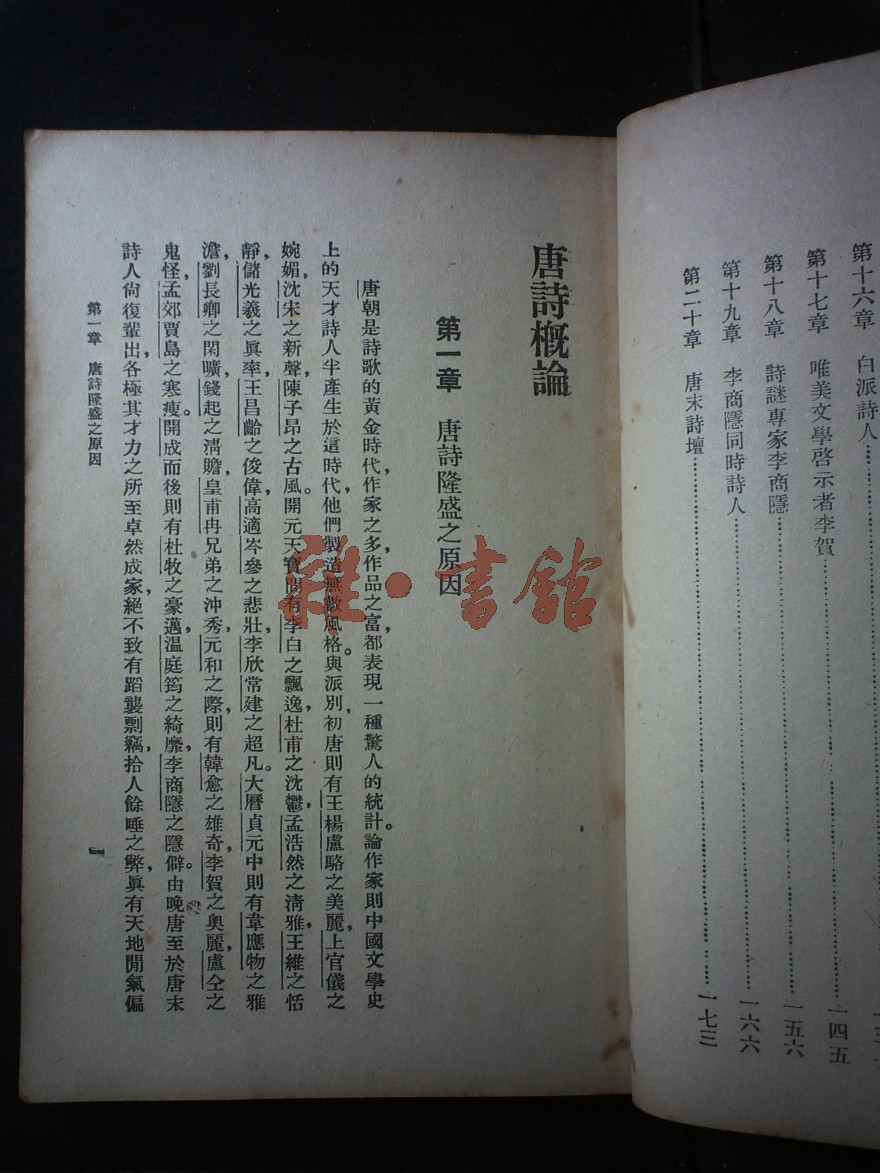 第十六章　白派詩人
第十七章　唯美文學啓示者李賀……一四五
第十八章　詩謎專家李商隱……一五六
第十九章　李商隱同時詩人……一六六
第二十章　唐末詩壇……一七三
唐詩概論
第一章　唐詩隆盛之原因
唐朝是詩歌的黃金時代，作家之多，作品之富，都表現一種驚人的統計。論作家則中國文學史
上的天才詩人半產生於這時代，他們製造無數風格。與派別，初唐則有王楊盧駱之美麗，上官儀之
婉媚，沈宋之新聲，陳子昂之古風。開元天寶間有李白之飄逸，杜甫之沈鬱，孟浩然之清雅，王維之恬
靜，儲光羲之眞率，王昌齡之俊偉，高適岑參之悲壯，李欣常建之超凡。大曆貞元中則有韋應物之雅
澹，劉長卿之閑曠，錢起之淸贍，皇甫冉兄弟之沖秀，元和之際，則有韓愈之雄奇，李賀之奥麗，盧仝之
鬼怪，孟郊賈島之寒瘦。開成而後則有杜牧之豪邁，温庭筠之綺靡，李商隱之隱僻。由晚唐至於唐末
詩人尙復輩出，各極其才力之所至，卓然成家，絕不致有蹈襲剽竊，拾人餘唾之弊，眞有天地閒氣偏
第一章　唐詩隆盛之原因
一
雜·書館